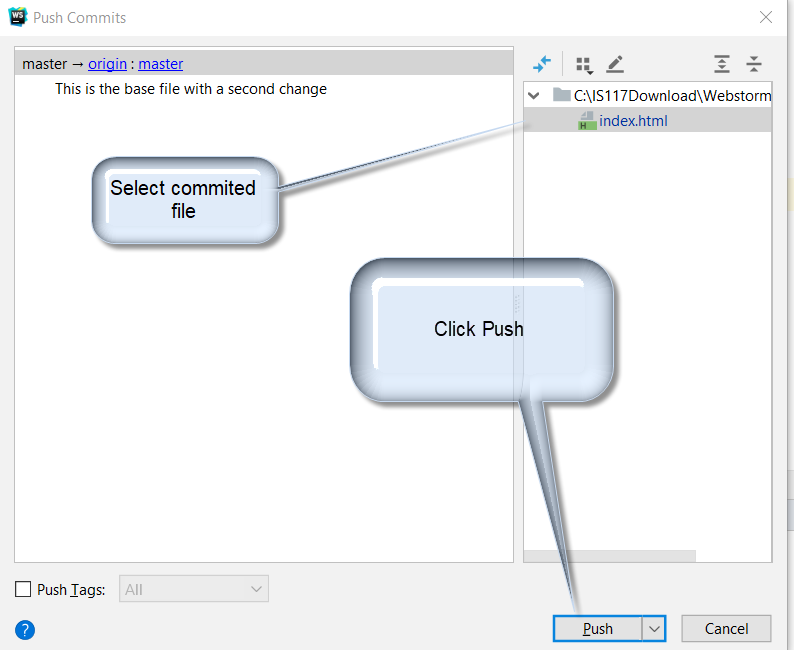 WS
Push Commits
master → origin : master
This is the base file with a second change
C:\IS117Download\Webstorm
H
index.html
Select commited
file
Click Push
Push Tags:
All
?
Push
Cancel